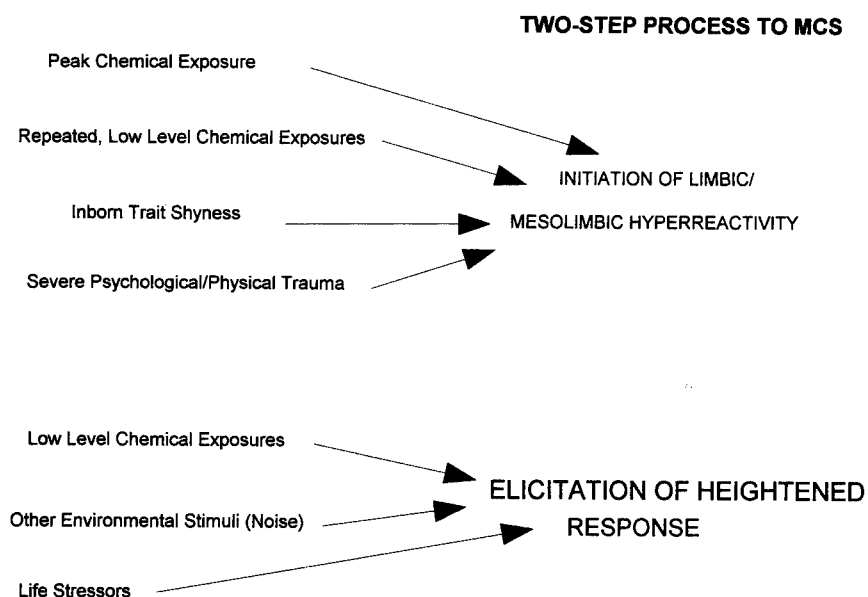 TWO-STEP PROCESS TO MCS
Peak Chemical Exposure
Repeated, Low Level Chemical Exposures
INITIATION OF LIMBIC/
Inborn Trait Shyness
MESOLIMBIC HYPERREACTIVITY
Severe Psychological/Physical Trauma
Low Level Chemical Exposures
ELICITATION OF HEIGHTENED
Other Environmental Stimuli (Noise)
RESPONSE
Life Stressors